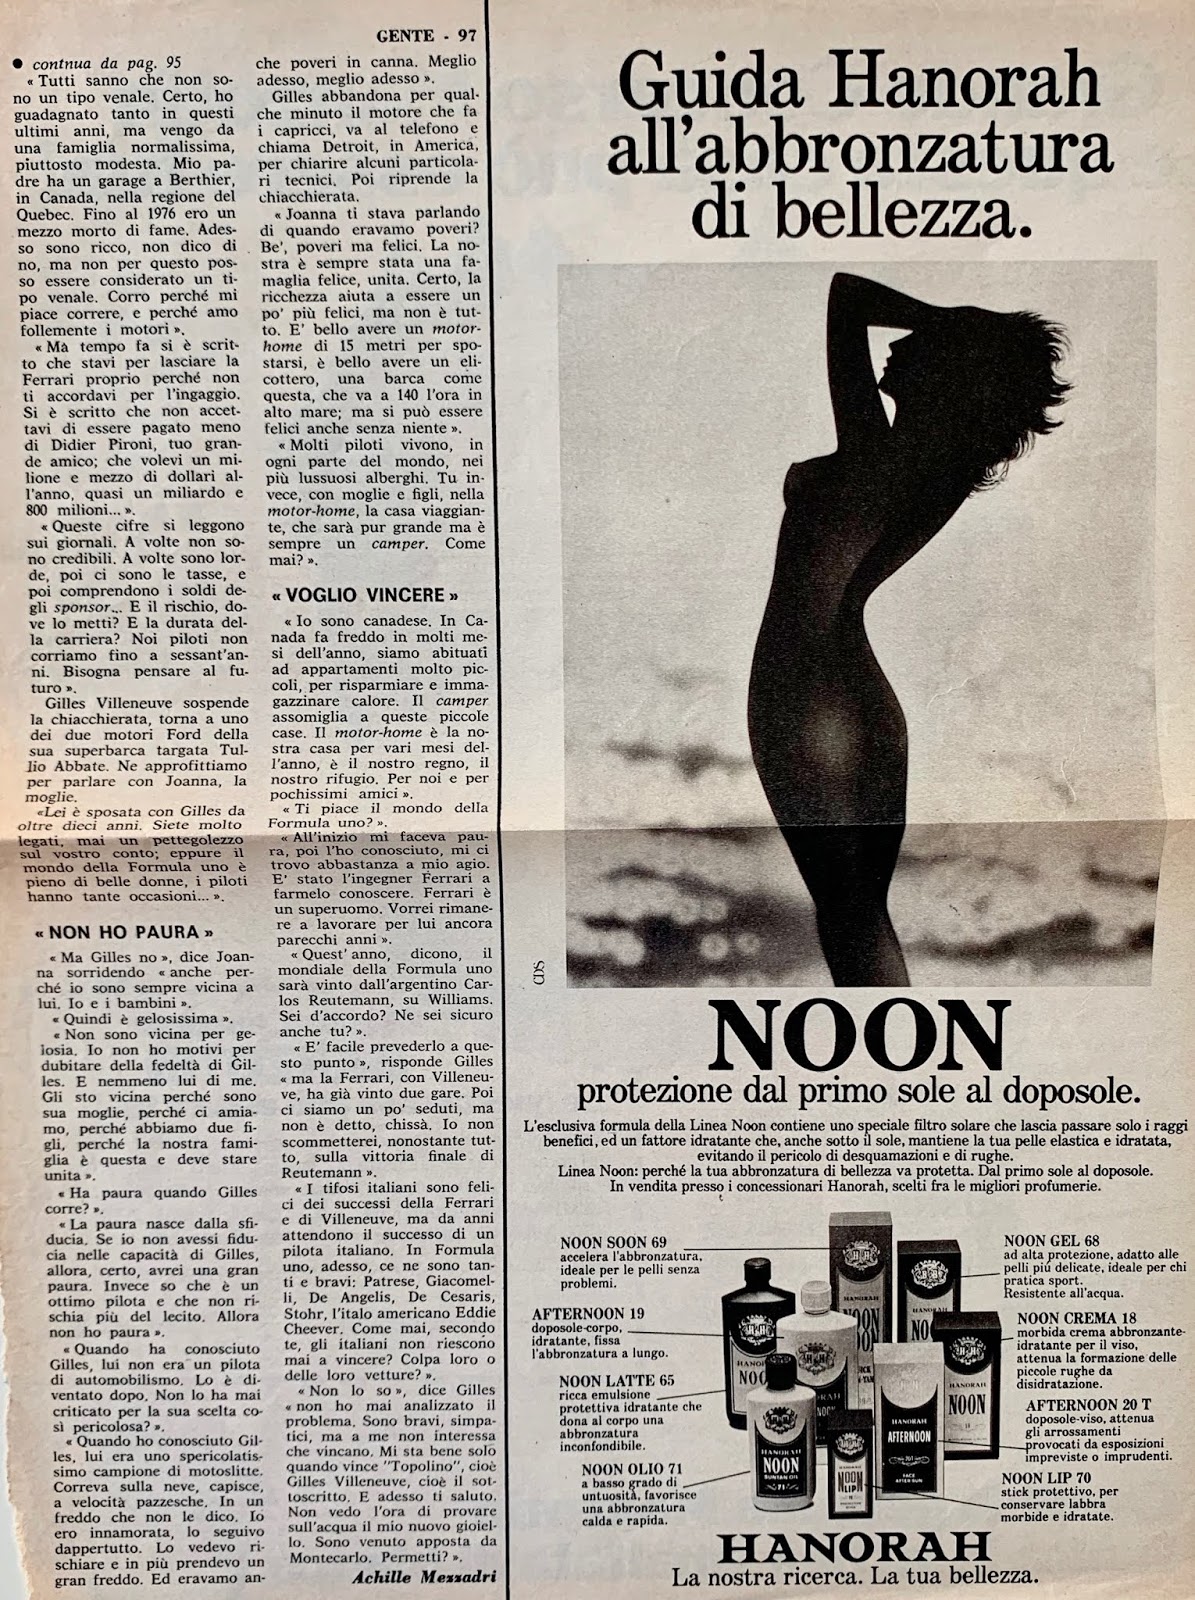 GENTE - 97
● contnua da pag. 95
« Tutti sanno che non so-
no un tipo venale. Certo, ho
guadagnato tanto in questi
ultimi anni, ma vengo da
una famiglia normalissima,
piuttosto modesta. Mio pa-
dre ha un garage a Berthier,
in Canada, nella regione del
Quebec. Fino al 1976 ero un
mezzo morto di fame. Ades-
so sono ricco, non dico di
no, ma non per questo pos-
so essere considerato un ti-
po venale. Corro perché mi
piace correre, e perché amo
follemente i motori ».
« Ma tempo fa si è scrit-
to che stavi per lasciare la
Ferrari proprio perché non
ti accordavi per l'ingaggio.
Si è scritto che non accet-
tavi di essere pagato meno
di Didier Pironi, tuo gran-
de amico; che volevi un mi-
lione e mezzo di dollari al-
l'anno, quasi un miliardo e
800 milioni... ».
« Queste cifre si leggono
sui giornali. A volte non so-
no credibili. A volte sono lor-
de, poi ci sono le tasse, e
poi comprendono i soldi de-
gli sponsor... E il rischio, do-
ve lo metti? E la durata del-
la carriera? Noi piloti non
corriamo fino a sessant'an-
ni. Bisogna pensare al fu-
turo ».
Gilles Villeneuve sospende
la chiacchierata, torna a uno
dei due motori Ford della
sua superbarca targata Tul-
lio Abbate. Ne approfittiamo
per parlare con Joanna, la
moglie.
«Lei è sposata con Gilles da
oltre dieci anni. Siete molto
legati, mai un pettegolezzo
sul vostro conto; eppure il
mondo della Formula uno è
pieno di belle donne, i piloti
hanno tante occasioni... ».
« NON HO PAURA »
« Ma Gilles no », dice Joan-
na sorridendo « anche per-
ché io sono sempre vicina a
lui. Io e i bambini ».
« Quindi è gelosissima ».
« Non sono vicina per ge-
losia. Io non ho motivi per
dubitare della fedeltà di Gil-
les. E nemmeno lui di me.
Gli sto vicina perché sono
sua moglie, perché ci amia-
mo, perché abbiamo due fi-
gli, perché la nostra fami-
glia è questa e deve stare
unita ».
« Ha paura quando Gilles
corre? ».
« La paura nasce dalla sfi-
ducia. Se io non avessi fidu-
cia nelle capacità di Gilles,
allora, certo, avrei una gran
paura. Invece so che è un
ottimo pilota e che non ri-
schia più del lecito. Allora
non ho paura ».
« Quando ha conosciuto
Gilles, lui non era un pilota
di automobilismo. Lo è di-
ventato dopo. Non lo ha mai
criticato per la sua scelta co-
sì pericolosa? ».
« Quando ho conosciuto Gil-
les, lui era uno spericolatis-
simo campione di motoslitte.
Correva sulla neve, capisce,
a velocità pazzesche. In un
freddo che non le dico. Io
ero innamorata, lo seguivo
dappertutto. Lo vedevo ri-
schiare e in più prendevo un
gran freddo. Ed eravamo an-
che poveri in canna. Meglio
adesso, meglio adesso ».
Gilles abbandona per qual-
che minuto il motore che fa
i capricci, va al telefono e
chiama Detroit, in America,
per chiarire alcuni particola-
ri tecnici. Poi riprende la
chiacchierata.
« Joanna ti stava parlando
di quando eravamo poveri?
Be', poveri ma felici. La no-
stra è sempre stata una fa-
maglia felice, unita. Certo, la
ricchezza aiuta a essere un
po' più felici, ma non è tut-
to. E' bello avere un motor-
home di 15 metri per spo-
starsi, è bello avere un eli-
cottero, una barca come
questa, che va a 140 l'ora in
alto mare; ma si può essere
felici anche senza niente ».
« Molti piloti vivono, in
ogni parte del mondo, nei
più lussuosi alberghi. Tu in-
vece, con moglie e figli, nella
motor-home, la casa viaggian-
te, che sarà pur grande ma è
sempre un camper. Come
mai? ».
« VOGLIO VINCERE »
« Io sono canadese. In Ca-
nada fa freddo in molti me-
si dell'anno, siamo abituati
ad appartamenti molto pic-
coli, per risparmiare e imma-
gazzinare calore. Il camper
assomiglia a queste piccole
case. Il motor-home è la no-
stra casa per vari mesi del-
l'anno, è il nostro regno, il
nostro rifugio. Per noi e per
pochissimi amici ».
« Ti piace il mondo della
Formula uno? ».
« All'inizio mi faceva pau-
ra, poi l'ho conosciuto, mi ci
trovo abbastanza a mio agio.
E' stato l'ingegner Ferrari a
farmelo conoscere. Ferrari è
un superuomo. Vorrei rimane-
re a lavorare per lui ancora
parecchi anni ».
« Quest'anno, dicono, il
mondiale della Formula uno
sarà vinto dall'argentino Car-
los Reutemann, su Williams.
Sei d'accordo? Ne sei sicuro
anche tu? ».
« E' facile prevederlo a que-
sto punto », risponde Gilles
« ma la Ferrari, con Villeneu-
ve, ha già vinto due gare. Poi
ci siamo un po' seduti, ma
non è detto, chissà. Io non
scommetterei, nonostante tut-
to, sulla vittoria finale di
Reutemann ».
« I tifosi italiani sono feli-
ci dei successi della Ferrari
e di Villeneuve, ma da anni
attendono il successo di un
pilota italiano. In Formula
uno, adesso, ce ne sono tan-
ti e bravi: Patrese, Giacomel-
li, De Angelis, De Cesaris,
Stohr, l'italo americano Eddie
Cheever. Come mai, secondo
te, gli italiani non riescono
mai a vincere? Colpa loro o
delle loro vetture? ».
« Non lo so », dice Gilles
« non ho mai analizzato il
problema. Sono bravi, simpa-
tici, ma a me non interessa
che vincano. Mi sta bene solo
quando vince "Topolino", cioè
Gilles Villeneuve, cioè il sot-
toscritto. E adesso ti saluto.
Non vedo l'ora di provare
sull'acqua il mio nuovo gioiel-
lo. Sono venuto apposta da
Montecarlo. Permetti? ».
Achille Mezzadri
Guida Hanorah
all'abbronzatura
di bellezza.
CDS
NOON
protezione dal primo sole al doposole.
L'esclusiva formula della Linea Noon contiene uno speciale filtro solare che lascia passare solo i raggi
benefici, ed un fattore idratante che, anche sotto il sole, mantiene la tua pelle elastica e idratata,
evitando il pericolo di desquamazioni e di rughe.
Linea Noon: perché la tua abbronzatura di bellezza va protetta. Dal primo sole al doposole.
In vendita presso i concessionari Hanorah, scelti fra le migliori profumerie.
NOON SOON 69
accelera l'abbronzatura,
ideale per le pelli senza
problemi.
AFTERNOON 19
doposole-corpo,
idratante, fissa
l'abbronzatura a lungo.
NOON LATTE 65
ricca emulsione
protettiva idratante che
dona al corpo una
abbronzatura
inconfondibile.
NOON OLIO 71
a basso grado di
untuosità, favorisce
una abbronzatura
calda e rapida.
NOON GEL 68
ad alta protezione, adatto alle
pelli piú delicate, ideale per chi
pratica sport.
Resistente all'acqua.
NOON CREMA 18
morbida crema abbronzante-
idratante per il viso,
attenua la formazione delle
piccole rughe da
disidratazione.
AFTERNOON 20 T
doposole-viso, attenua
gli arrossamenti
provocati da esposizioni
impreviste o imprudenti.
NOON LIP 70
stick protettivo, per
conservare labbra
morbide e idratate.
HANORAH
NOON
HANORAH
NOON
HANORAH
NOON
SUNTAN OIL
71
NOON
LIP
HANORAH
AFTERNOON
FACE
AFTER SUN
HANORAH
NOON
HANORAH
La nostra ricerca. La tua bellezza.